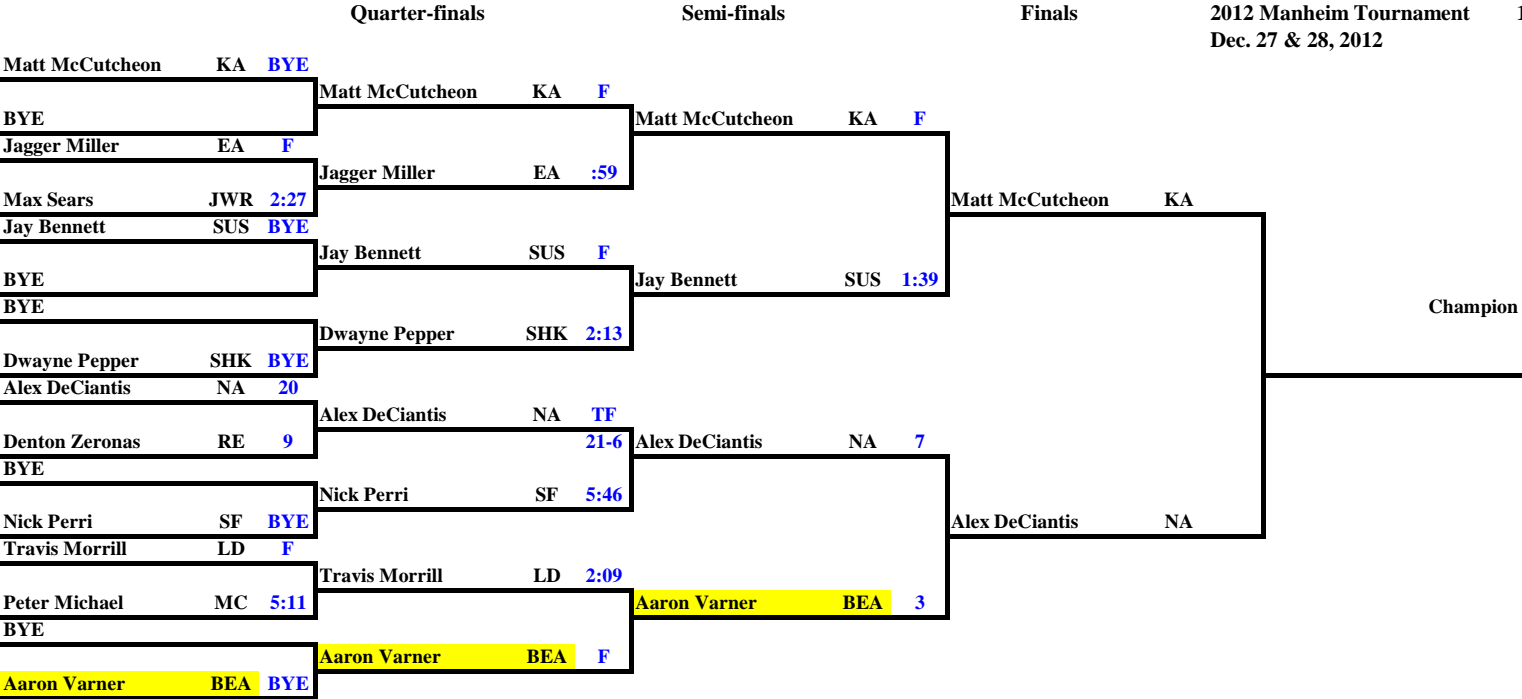 Quarter-finals Semi-finals Finals 2012 Manheim Tournament 1
Dec. 27 & 28, 2012
Matt McCutcheon KA BYE
Matt McCutcheon KA F
BYE Matt McCutcheon KA F
Jagger Miller EA F
Jagger Miller EA :59
Max Sears JWR 2:27 Matt McCutcheon KA
Jay Bennett SUS BYE
Jay Bennett SUS F
BYE Jay Bennett SUS 1:39
BYE Champion
Dwayne Pepper SHK 2:13
Dwayne Pepper SHK BYE
Alex DeCiantis NA 20
Alex DeCiantis NA TF
Denton Zeronas RE 9 21-6 Alex DeCiantis NA 7
BYE
Nick Perri SF 5:46
Nick Perri SF BYE Alex DeCiantis NA
Travis Morrill LD F
Travis Morrill LD 2:09
Peter Michael MC 5:11 Aaron Varner BEA 3
BYE
Aaron Varner BEA F
Aaron Varner BEA BYE